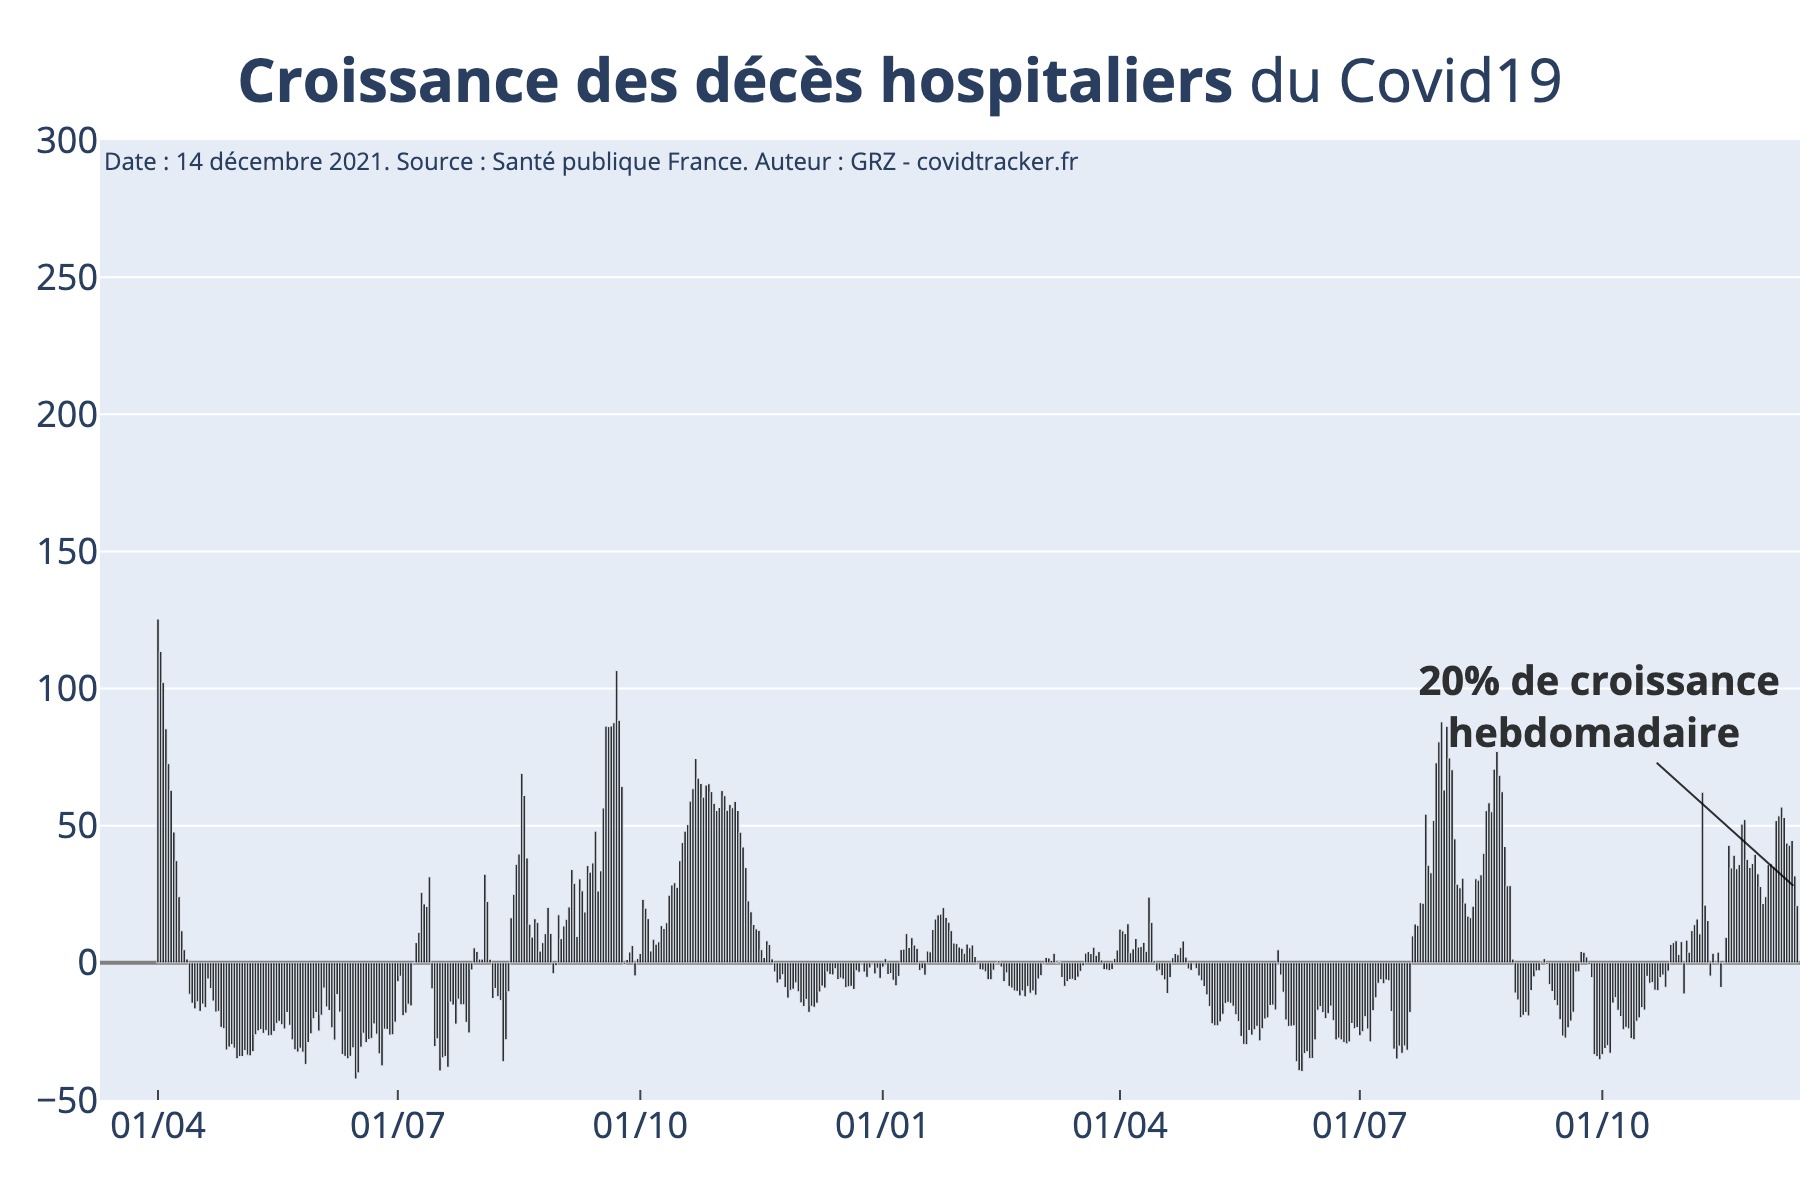 Croissance des décès hospitaliers du Covid19
300
Date : 14 décembre 2021. Source : Santé publique France. Auteur : GRZ - covidtracker.fr
250
200
150
100
20% de croissance
hebdomadaire
50
0
−50
01/04 01/07 01/10 01/01 01/04 01/07 01/10